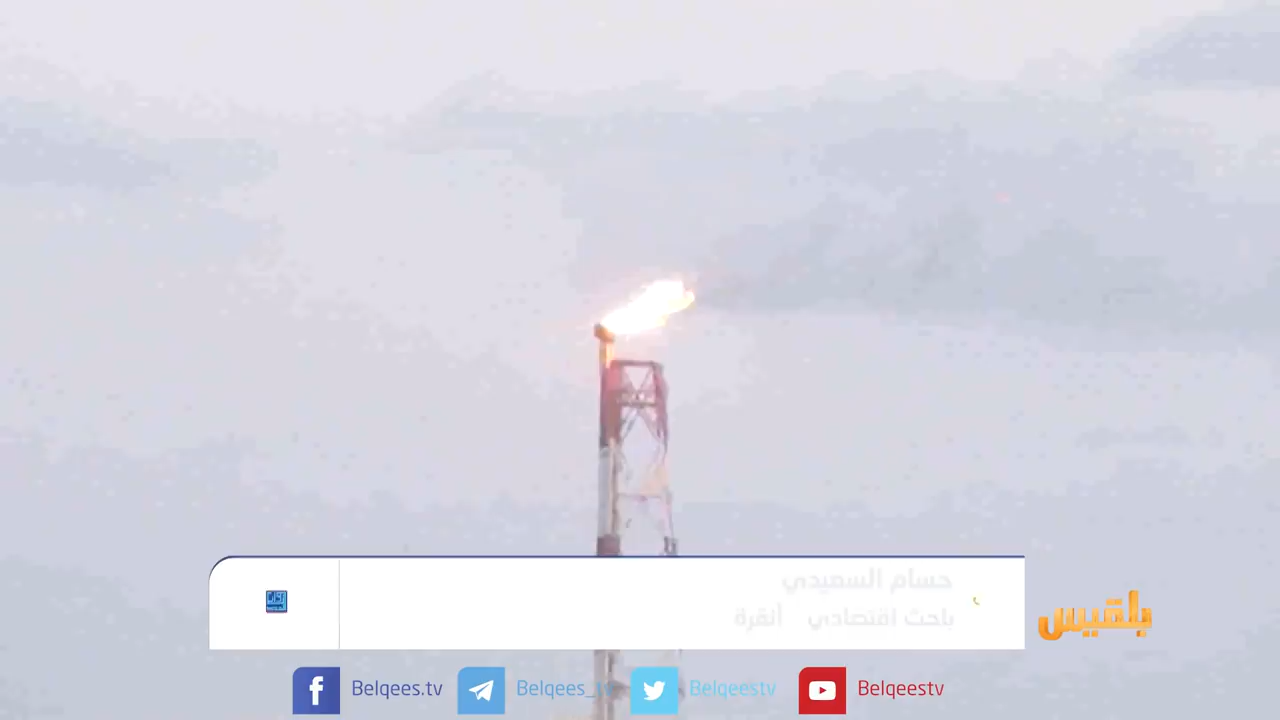 حسام السعيدي
باحث اقتصادي أنقرة
بلقيس
Belqees.tv
Belqees_tv
Belqeestv
Belqeestv